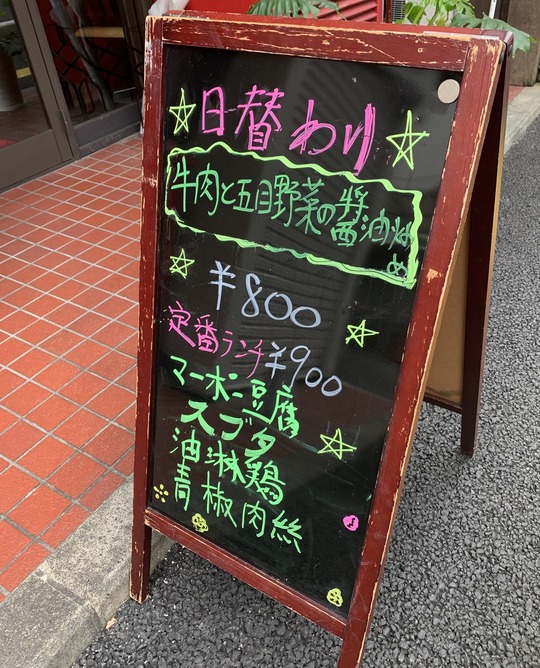 日替わり
牛肉と五目野菜の醤油炒
め
¥800
定番ランチ¥900
マーボー豆腐
スブタ
油淋鶏
青椒肉絲